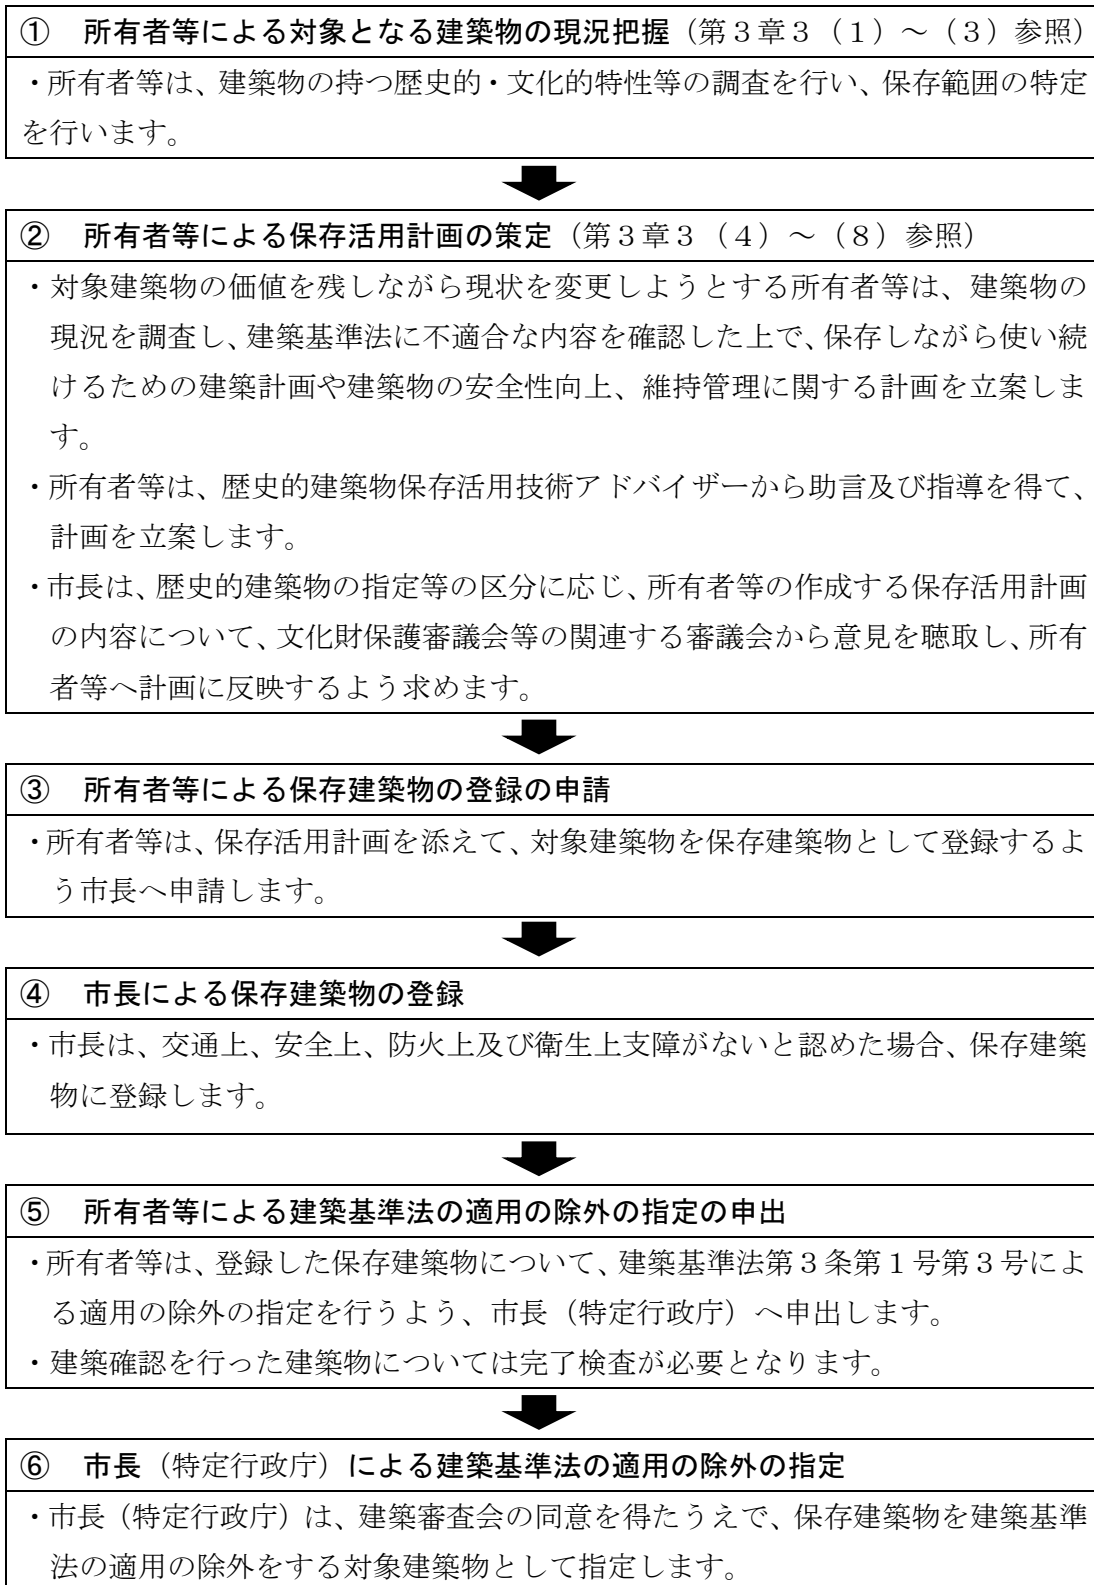 ① 所有者等による対象となる建築物の現況把握（第３章３（１）～（３）参照）
・所有者等は、建築物の持つ歴史的・文化的特性等の調査を行い、保存範囲の特定
を行います。
② 所有者等による保存活用計画の策定（第３章３（４）～（８）参照）
・対象建築物の価値を残しながら現状を変更しようとする所有者等は、建築物の
現況を調査し、建築基準法に不適合な内容を確認した上で、保存しながら使い続
けるための建築計画や建築物の安全性向上、維持管理に関する計画を立案しま
す。
・所有者等は、歴史的建築物保存活用技術アドバイザーから助言及び指導を得て、
計画を立案します。
・市長は、歴史的建築物の指定等の区分に応じ、所有者等の作成する保存活用計画
の内容について、文化財保護審議会等の関連する審議会から意見を聴取し、所有
者等へ計画に反映するよう求めます。
③ 所有者等による保存建築物の登録の申請
・所有者等は、保存活用計画を添えて、対象建築物を保存建築物として登録するよ
う市長へ申請します。
④ 市長による保存建築物の登録
・市長は、交通上、安全上、防火上及び衛生上支障がないと認めた場合、保存建築
物に登録します。
⑤ 所有者等による建築基準法の適用の除外の指定の申出
・所有者等は、登録した保存建築物について、建築基準法第３条第１号第３号によ
る適用の除外の指定を行うよう、市長（特定行政庁）へ申出します。
・建築確認を行った建築物については完了検査が必要となります。
⑥ 市長（特定行政庁）による建築基準法の適用の除外の指定
・市長（特定行政庁）は、建築審査会の同意を得たうえで、保存建築物を建築基準
法の適用の除外をする対象建築物として指定します。